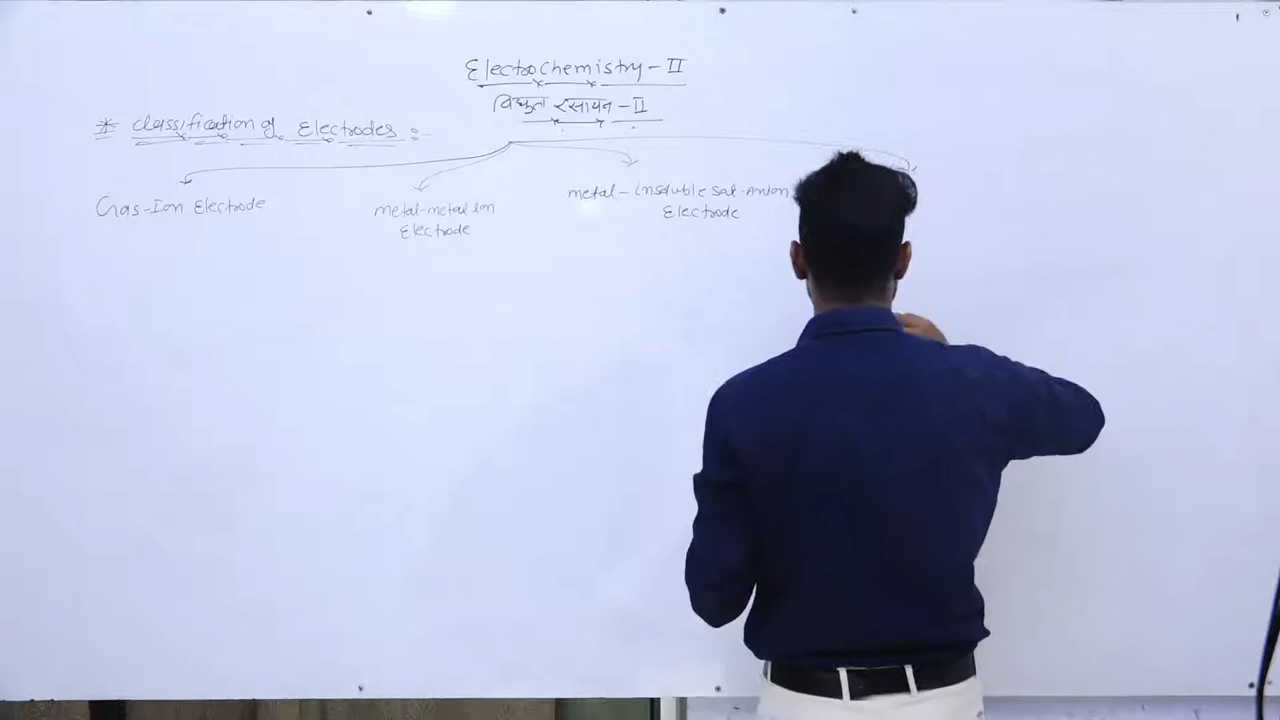 Electrochemistry - II
विधुत रसायन - II
* Classification of Electrodes :-
Gas-Ion Electrode
metal-metal Ion
Electrode
metal-Insoluble Salt-Anion
Electrode